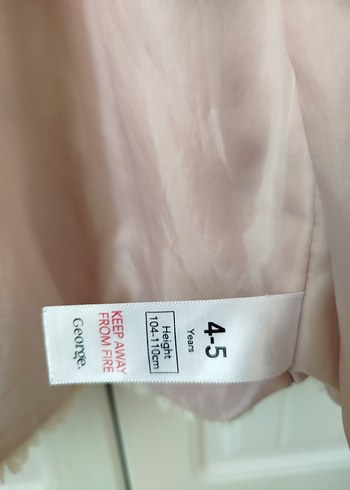 4-5
Years
Height
104-110cm
KEEP AWAY
FROM FIRE
George.